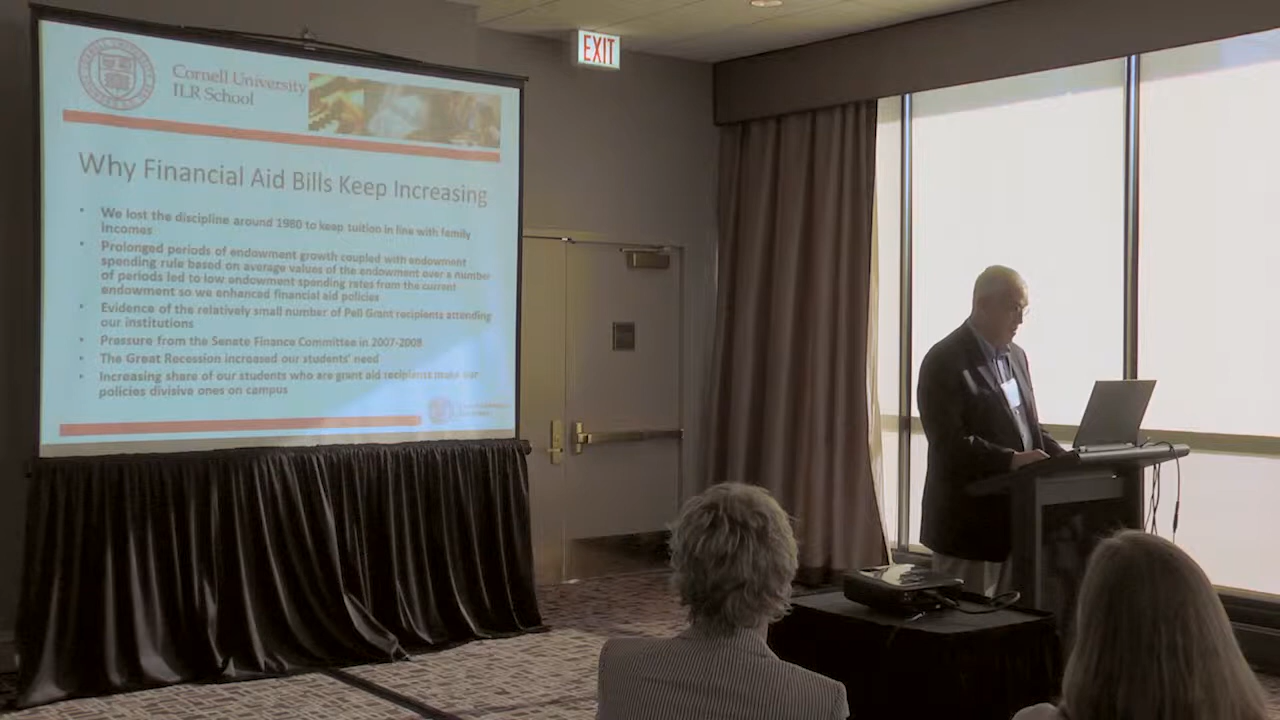 EXIT
Cornell University
ILR School
Why Financial Aid Bills Keep Increasing
• We lost the discipline around 1980 to keep tuition in line with family
incomes
• Prolonged periods of endowment growth coupled with endowment
spending rule based on average values of the endowment over a number
of periods led to low endowment spending rates from the current
endowment so we enhanced financial aid policies
• Evidence of the relatively small number of Pell Grant recipients attending
our institutions
• Pressure from the Senate Finance Committee in 2007-2008
• The Great Recession increased our students' need
• Increasing share of our students who are grant aid recipients make our
policies divisive ones on campus